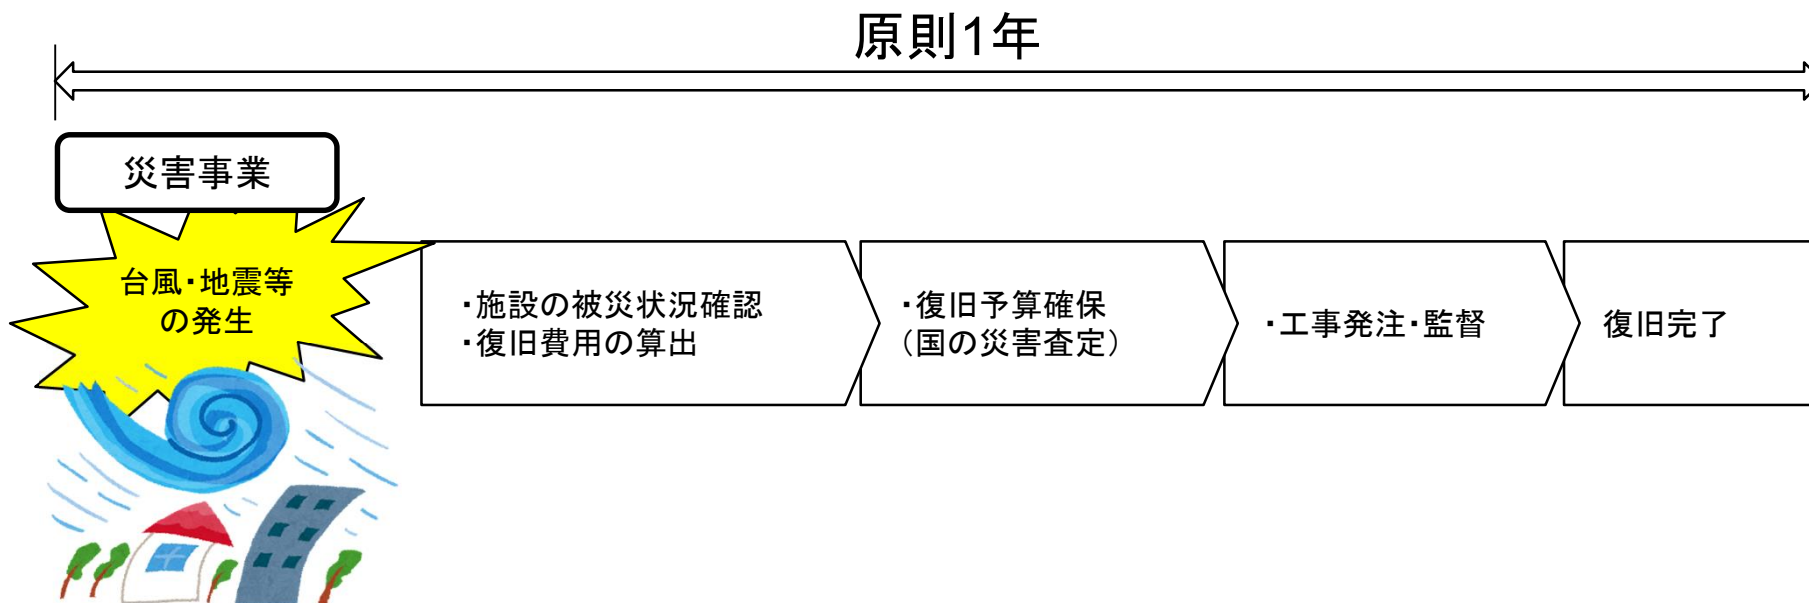 原則1年
災害事業
台風・地震等
の発生
・施設の被災状況確認
・復旧費用の算出
・復旧予算確保
(国の災害査定)
・工事発注・監督
復旧完了